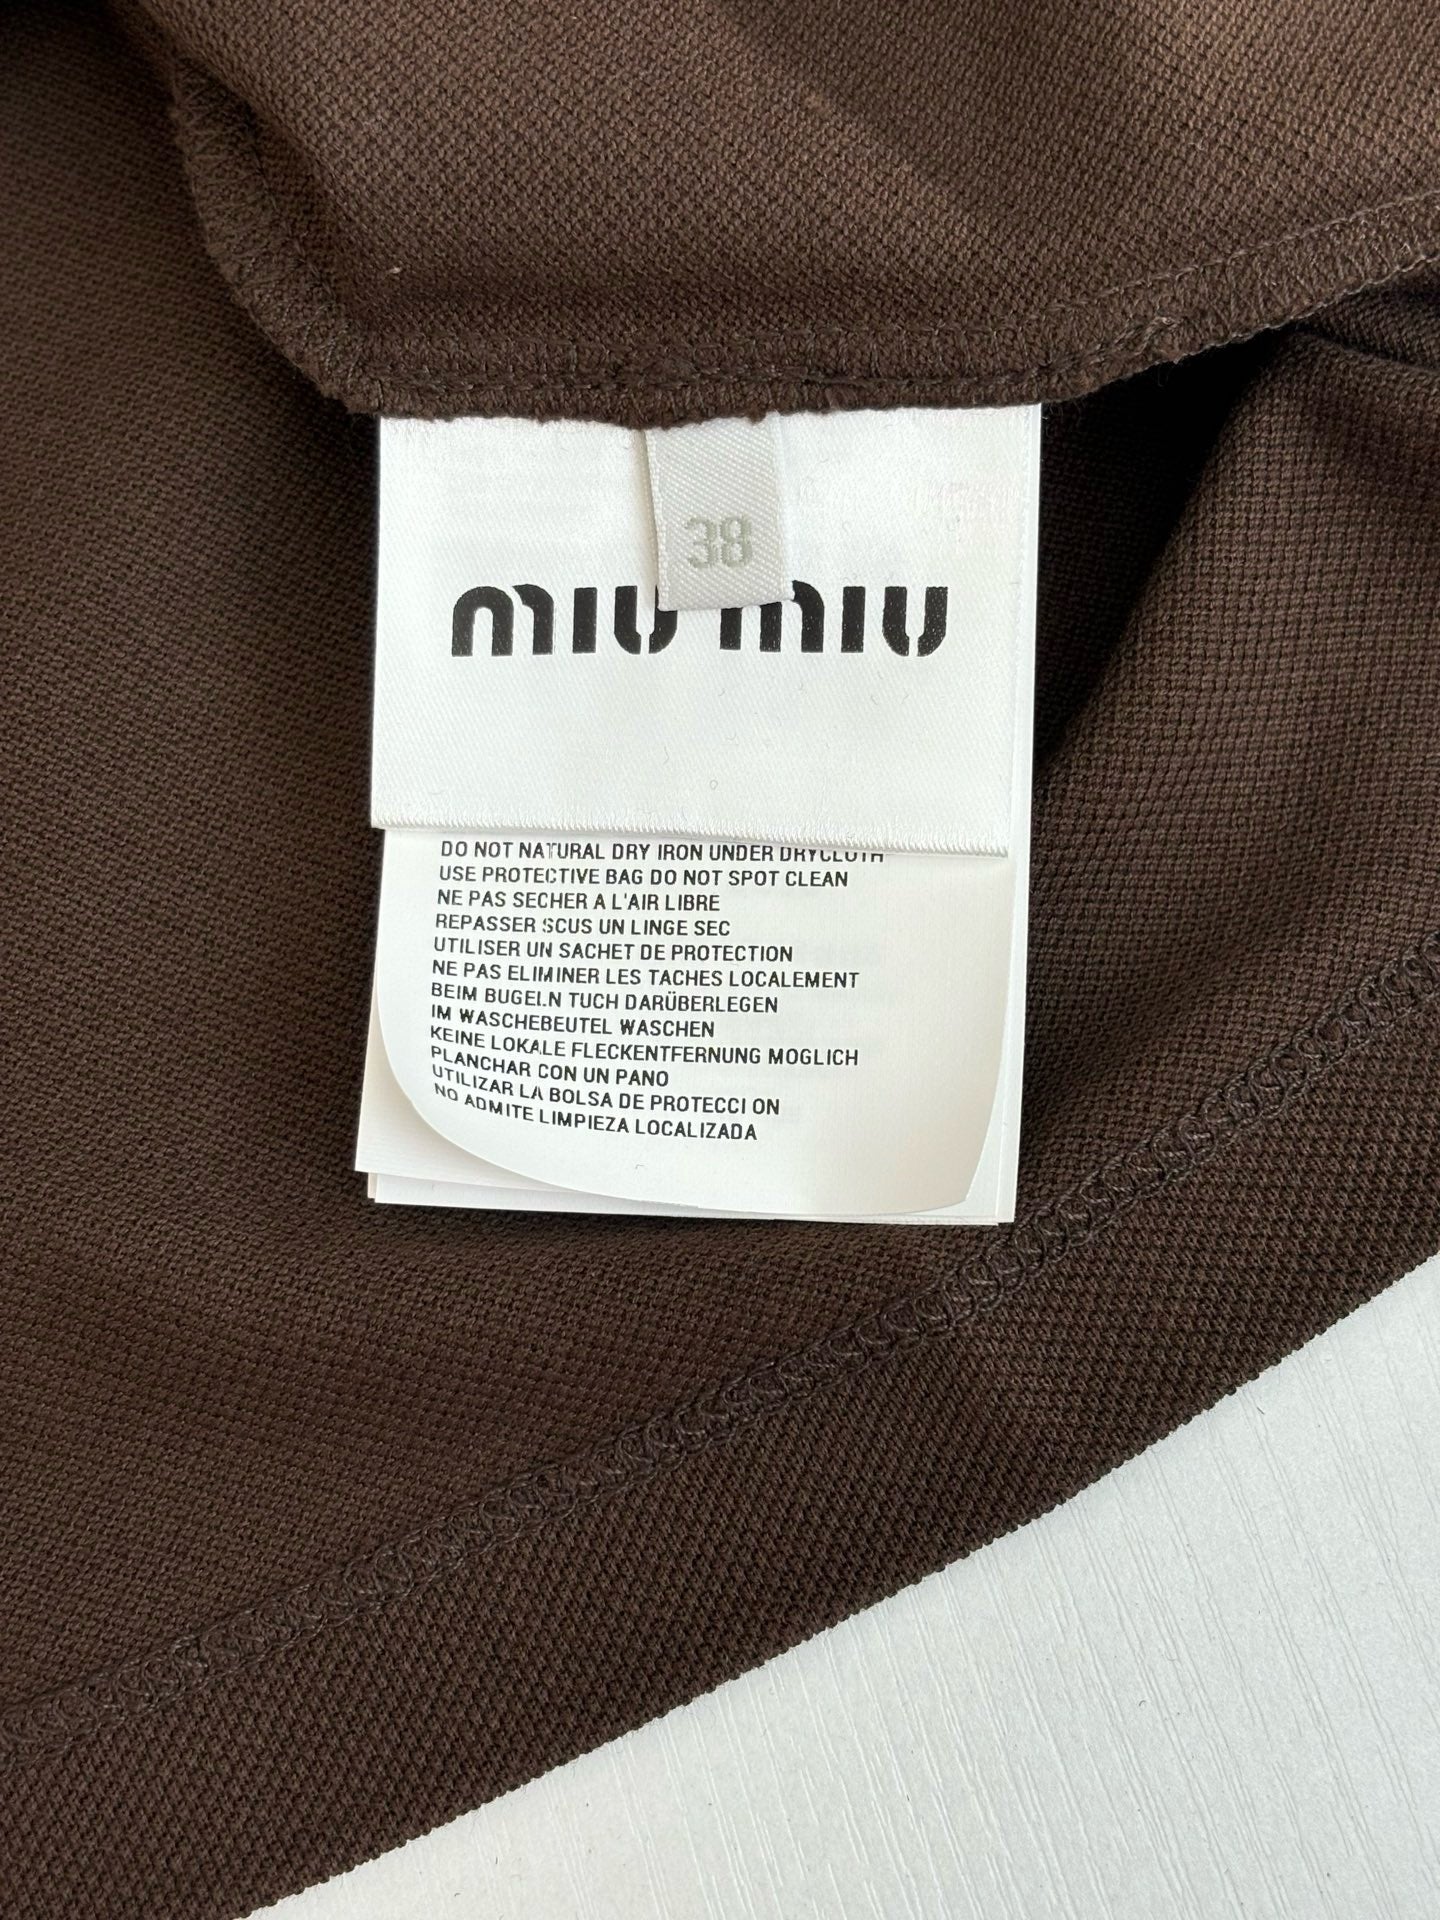 38
miu miu
DO NOT NATURAL DRY IRON UNDER DRYCLOTH
USE PROTECTIVE BAG DO NOT SPOT CLEAN
NE PAS SECHER A L'AIR LIBRE
REPASSER SCUS UN LINGE SEC
UTILISER UN SACHET DE PROTECTION
NE PAS ELIMINER LES TACHES LOCALEMENT
BEIM BUGELN TUCH DARÜBERLEGEN
IM WASCHEBEUTEL WASCHEN
KEINE LOKALE FLECKENTFERNUNG MOGLICH
PLANCHAR CON UN PANO
UTILIZAR LA BOLSA DE PROTECCI ON
NO ADMITE LIMPIEZA LOCALIZADA